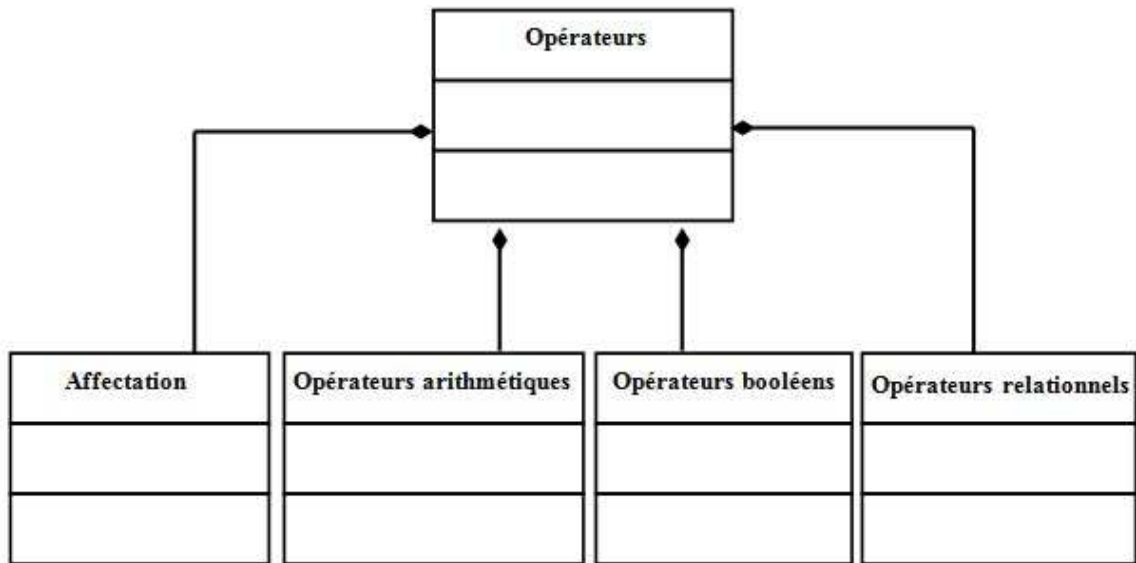 Opérateurs
Affectation
Opérateurs arithmétiques
Opérateurs booléens
Opérateurs relationnels